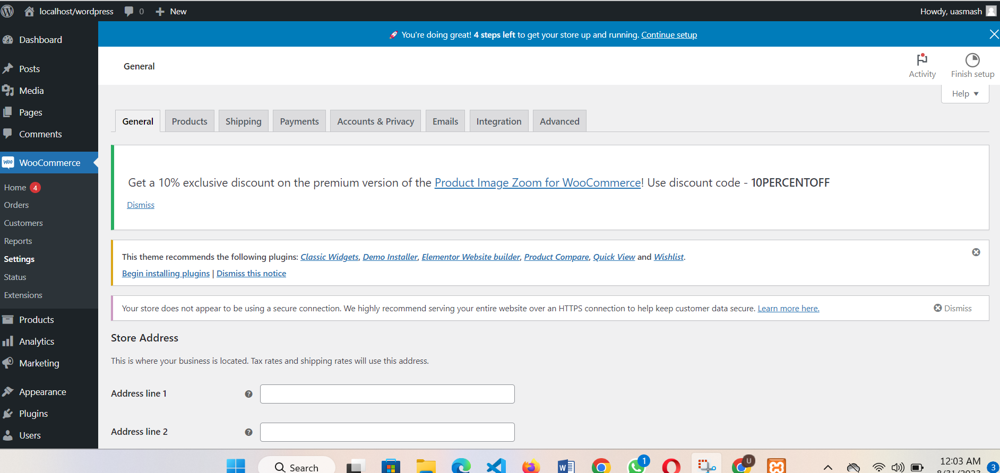 localhost/wordpress 0 New Howdy, uasmash
🚀 You're doing great! 4 steps left to get your store up and running. Continue setup
Dashboard
Posts
Media
Pages
Comments
WooCommerce
Home 4
Orders
Customers
Reports
Settings
Status
Extensions
Products
Analytics
Marketing
Appearance
Plugins
Users
General
Activity
Finish setup
Help ▼
General Products Shipping Payments Accounts & Privacy Emails Integration Advanced
Get a 10% exclusive discount on the premium version of the Product Image Zoom for WooCommerce! Use discount code - 10PERCENTOFF
Dismiss
This theme recommends the following plugins: Classic Widgets, Demo Installer, Elementor Website builder, Product Compare, Quick View and Wishlist.
Begin installing plugins | Dismiss this notice
Your store does not appear to be using a secure connection. We highly recommend serving your entire website over an HTTPS connection to help keep customer data secure. Learn more here. Dismiss
Store Address
This is where your business is located. Tax rates and shipping rates will use this address.
Address line 1
Address line 2
Search
1
U
12:03 AM
8/31/2023
3